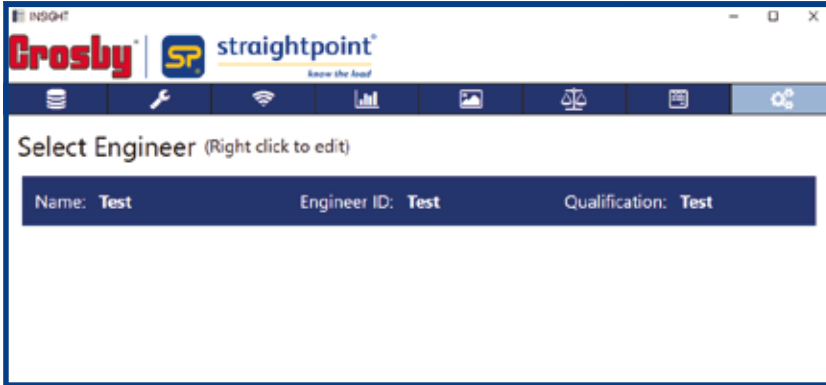 INSIGHT
Crosby SP straightpoint
know the load
Select Engineer (Right click to edit)
Name: Test Engineer ID: Test Qualification: Test